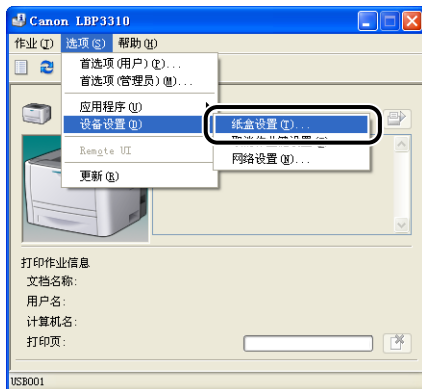 Canon LBP3310
作业(J) 选项(S) 帮助(H)
首选项(用户)(P)...
首选项(管理员)(M)...
应用程序(U)
设备设置(D)
纸盒设置(T)...
网络设置(N)...
Remote UI
更新(R)
打印作业信息
文档名称:
用户名:
计算机名:
打印页:
USB001